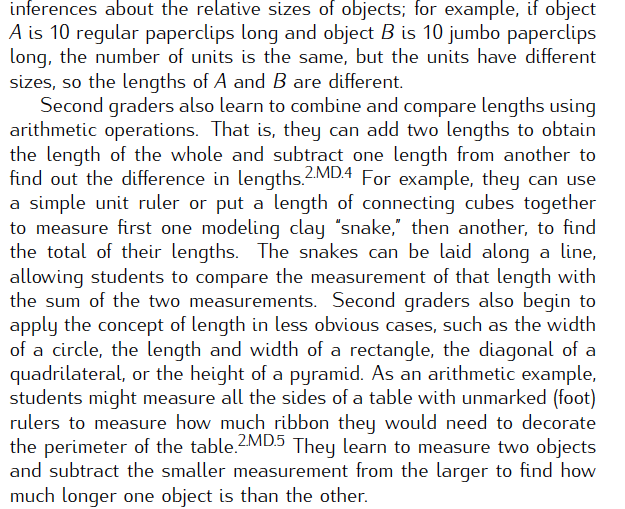 inferences about the relative sizes of objects; for example, if object
A is 10 regular paperclips long and object B is 10 jumbo paperclips
long, the number of units is the same, but the units have different
sizes, so the lengths of A and B are different.
Second graders also learn to combine and compare lengths using
arithmetic operations. That is, they can add two lengths to obtain
the length of the whole and subtract one length from another to
find out the difference in lengths.2.MD.4 For example, they can use
a simple unit ruler or put a length of connecting cubes together
to measure first one modeling clay “snake,” then another, to find
the total of their lengths. The snakes can be laid along a line,
allowing students to compare the measurement of that length with
the sum of the two measurements. Second graders also begin to
apply the concept of length in less obvious cases, such as the width
of a circle, the length and width of a rectangle, the diagonal of a
quadrilateral, or the height of a pyramid. As an arithmetic example,
students might measure all the sides of a table with unmarked (foot)
rulers to measure how much ribbon they would need to decorate
the perimeter of the table.2.MD.5 They learn to measure two objects
and subtract the smaller measurement from the larger to find how
much longer one object is than the other.